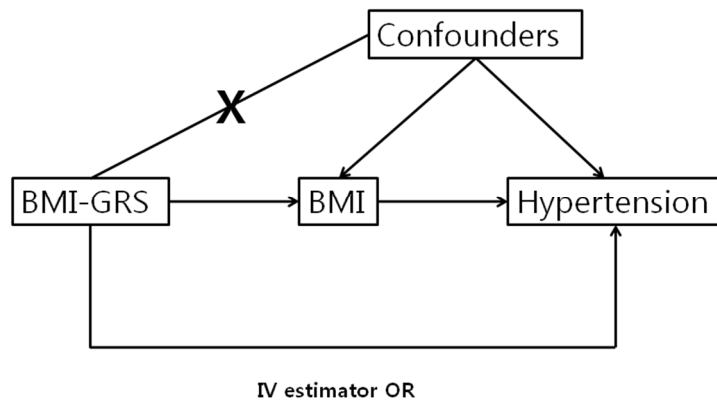 Confounders
X
BMI-GRS
BMI
Hypertension
IV estimator OR